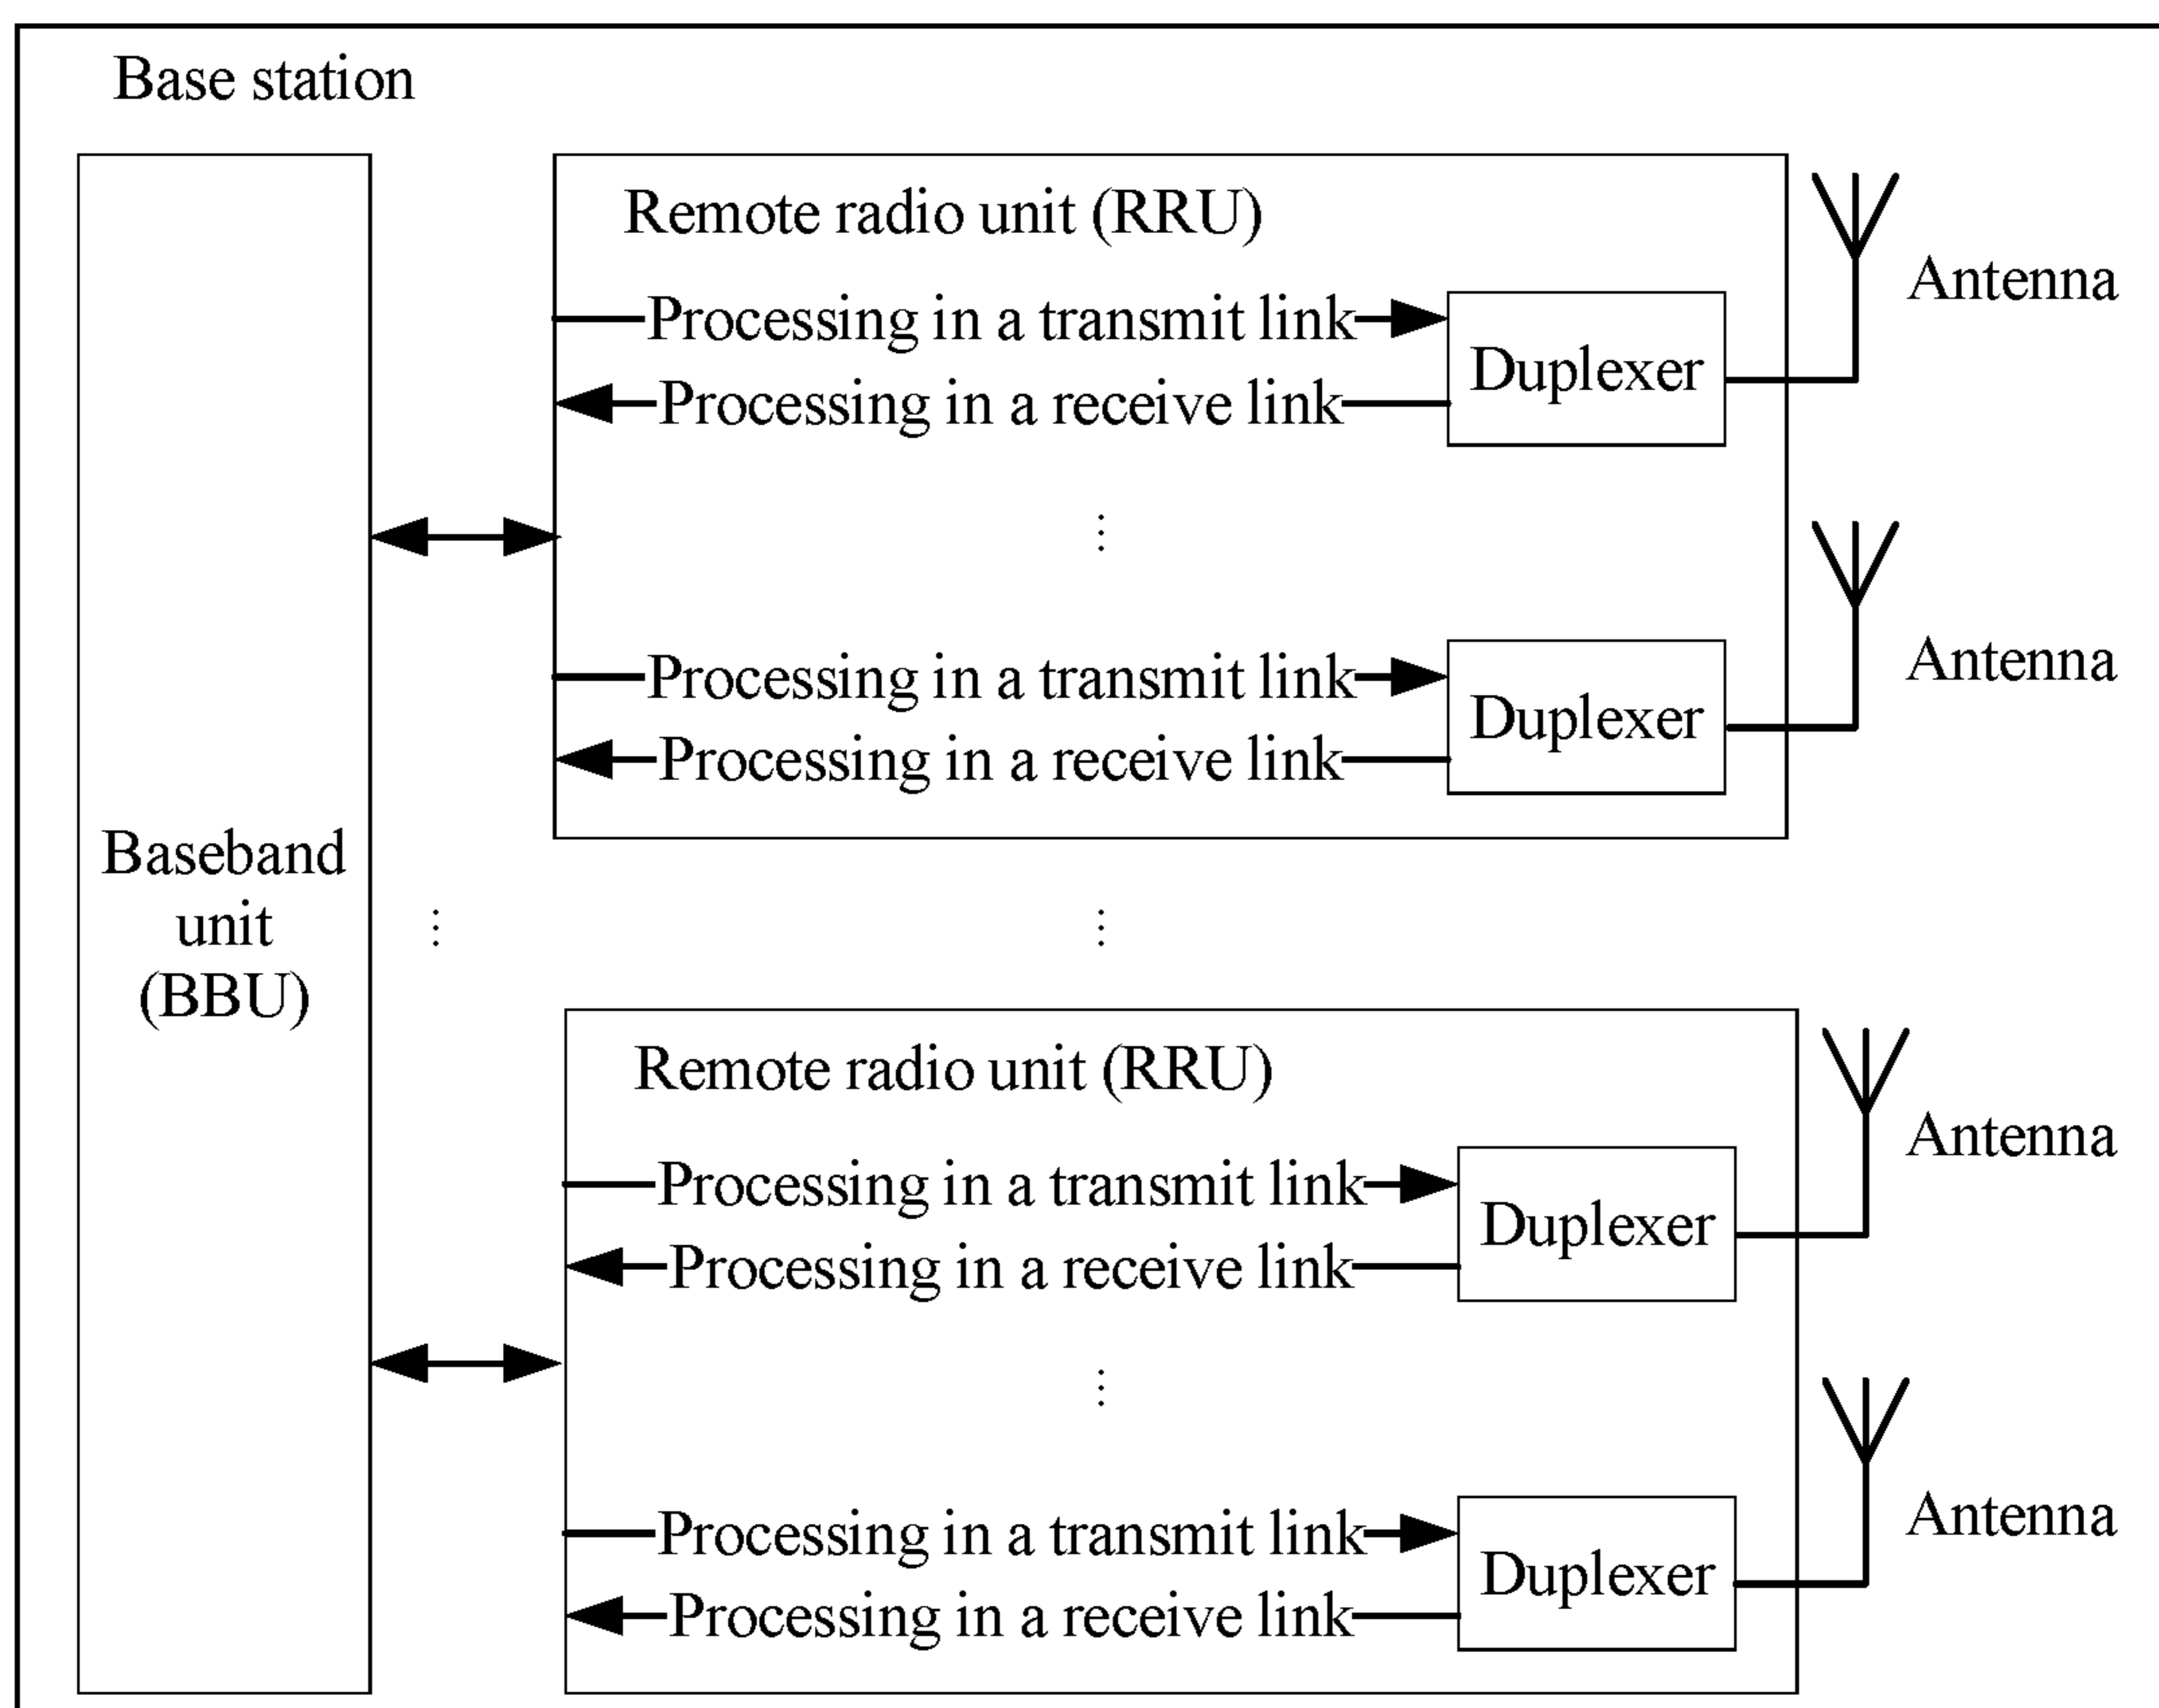 Base station
Baseband
unit
(BBU)
Remote radio unit (RRU)
Processing in a transmit link
Processing in a receive link
Duplexer
Antenna
Processing in a transmit link
Processing in a receive link
Duplexer
Antenna
Remote radio unit (RRU)
Processing in a transmit link
Processing in a receive link
Duplexer
Antenna
Processing in a transmit link
Processing in a receive link
Duplexer
Antenna